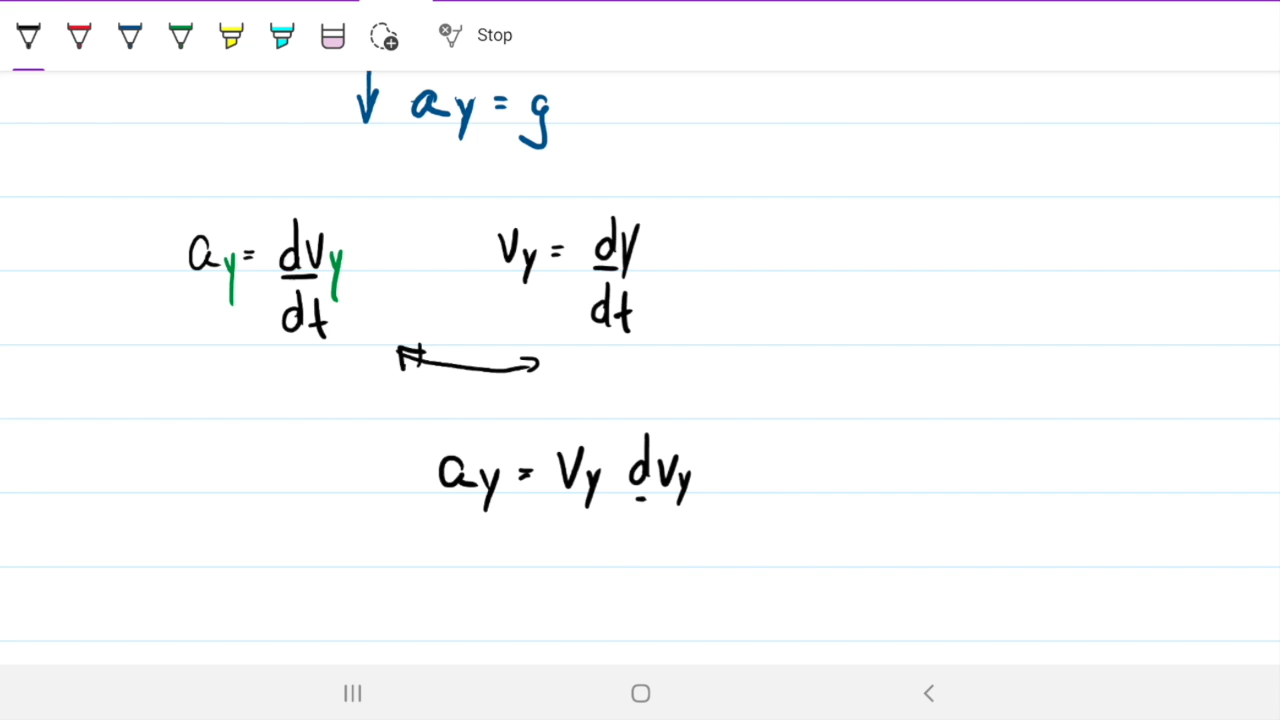 Stop
ay = g
ay = dvy/dt vy = dy/dt
ay = vy dvy